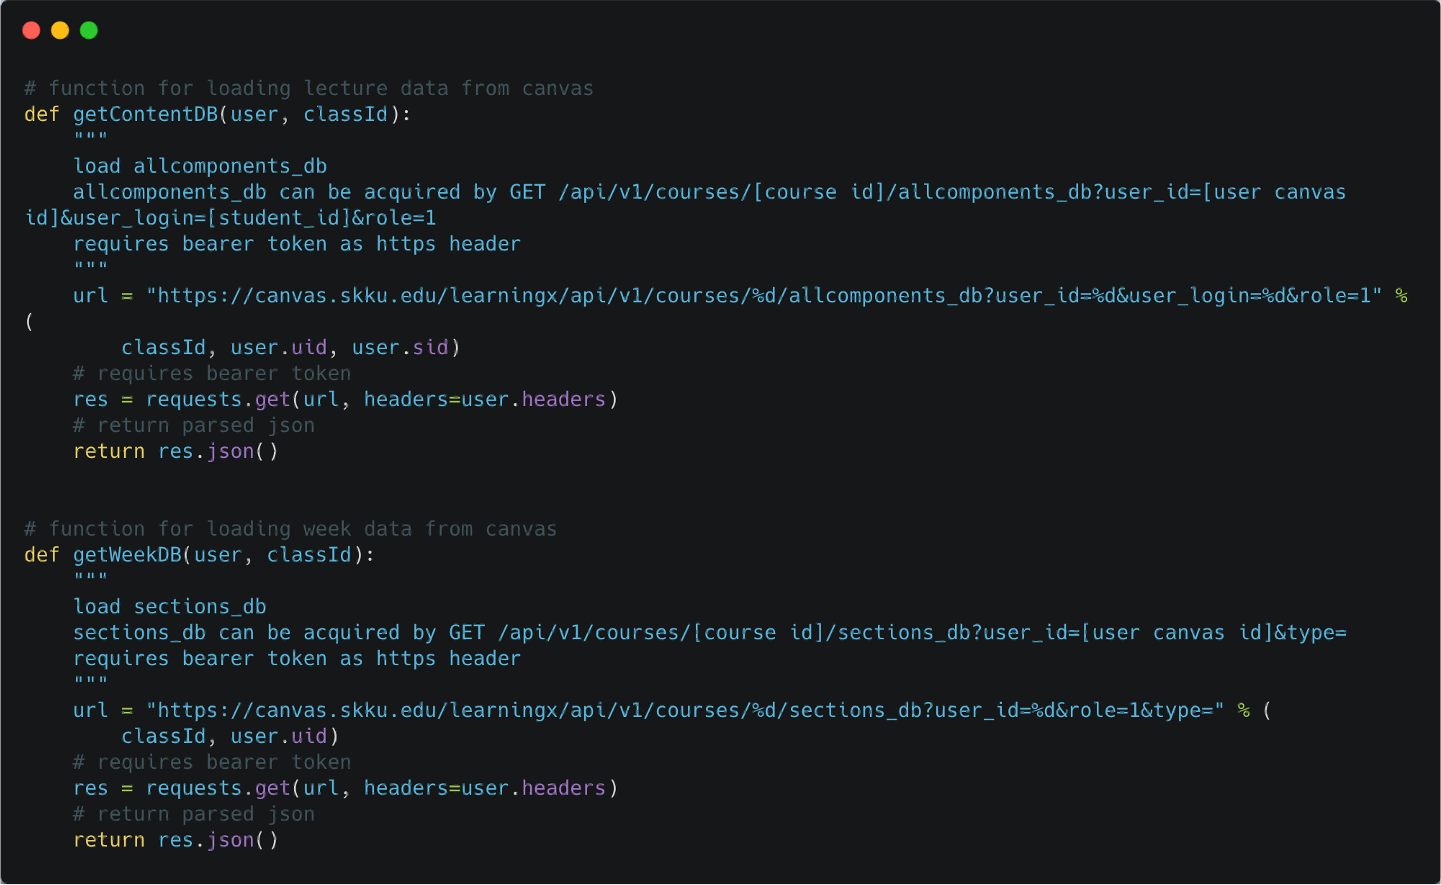 # function for loading lecture data from canvas
def getContentDB(user, classId):
    """
    load allcomponents_db
    allcomponents_db can be acquired by GET /api/v1/courses/[course id]/allcomponents_db?user_id=[user canvas
id]&user_login=[student_id]&role=1
    requires bearer token as https header
    """
    url = "https://canvas.skku.edu/learningx/api/v1/courses/%d/allcomponents_db?user_id=%d&user_login=%d&role=1" %
(
        classId, user.uid, user.sid)
    # requires bearer token
    res = requests.get(url, headers=user.headers)
    # return parsed json
    return res.json()
# function for loading week data from canvas
def getWeekDB(user, classId):
    """
    load sections_db
    sections_db can be acquired by GET /api/v1/courses/[course id]/sections_db?user_id=[user canvas id]&type=
    requires bearer token as https header
    """
    url = "https://canvas.skku.edu/learningx/api/v1/courses/%d/sections_db?user_id=%d&role=1&type=" % (
        classId, user.uid)
    # requires bearer token
    res = requests.get(url, headers=user.headers)
    # return parsed json
    return res.json()